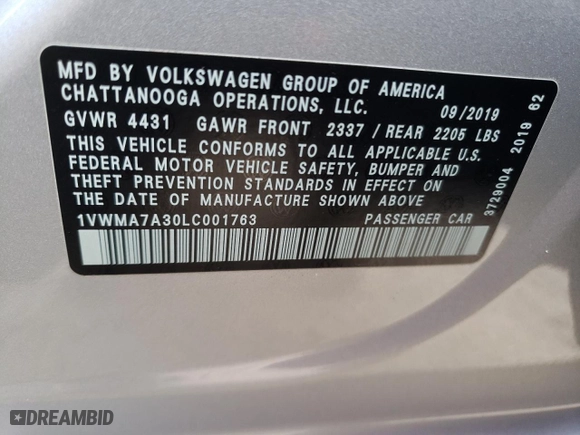 MFD BY VOLKSWAGEN GROUP OF AMERICA
CHATTANOOGA OPERATIONS, LLC. 09/2019
GVWR 4431 GAWR FRONT 2337 / REAR 2205 LBS
THIS VEHICLE CONFORMS TO ALL APPLICABLE U.S.
FEDERAL MOTOR VEHICLE SAFETY, BUMPER AND
THEFT PREVENTION STANDARDS IN EFFECT ON
THE DATE OF MANUFACTURE SHOWN ABOVE
1VWMA7A30LC001763 PASSENGER CAR
3729004 2019 62
DREAMBID